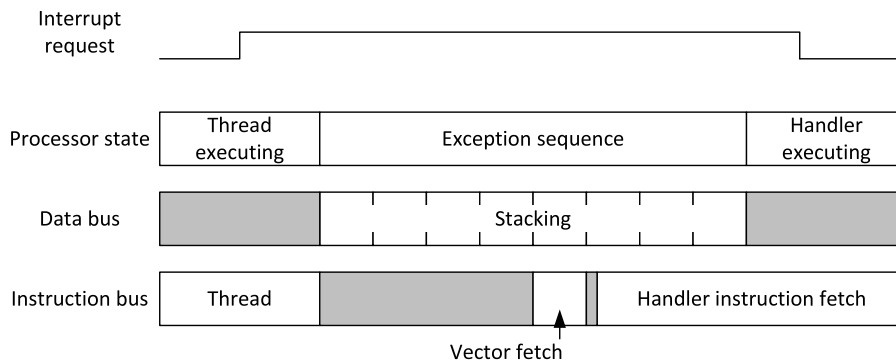 Interrupt
request
Processor state
Thread
executing
Exception sequence
Handler
executing
Data bus
Stacking
Instruction bus
Thread
Handler instruction fetch
Vector fetch